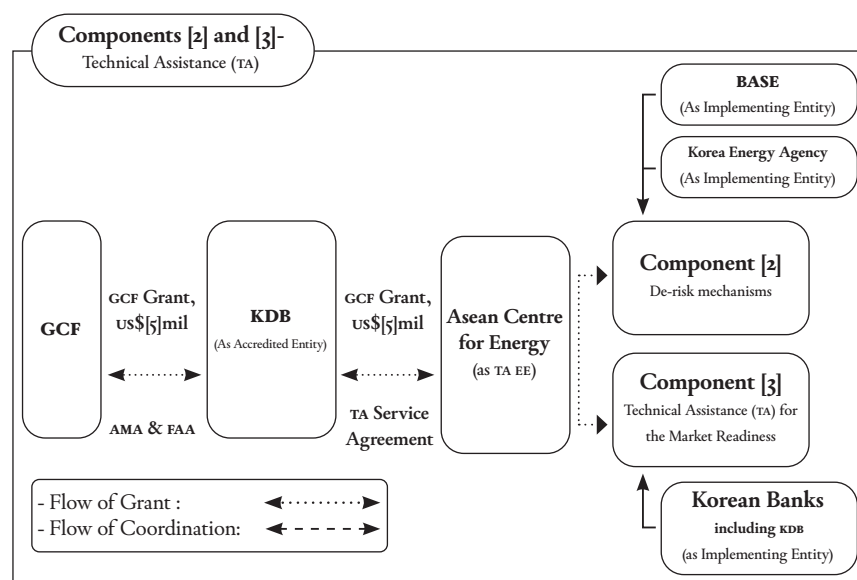 Components [2] and [3]-
Technical Assistance (TA)
BASE
(As Implementing Entity)
Korea Energy Agency
(As Implementing Entity)
GCF
GCF Grant,
US$[5]mil
AMA & FAA
KDB
(As Accredited Entity)
GCF Grant,
US$[5]mil
TA Service
Agreement
Asean Centre
for Energy
(as TA EE)
Component [2]
De-risk mechanisms
Component [3]
Technical Assistance (TA) for
the Market Readiness
Korean Banks
including KDB
(as Implementing Entity)
- Flow of Grant :
- Flow of Coordination: